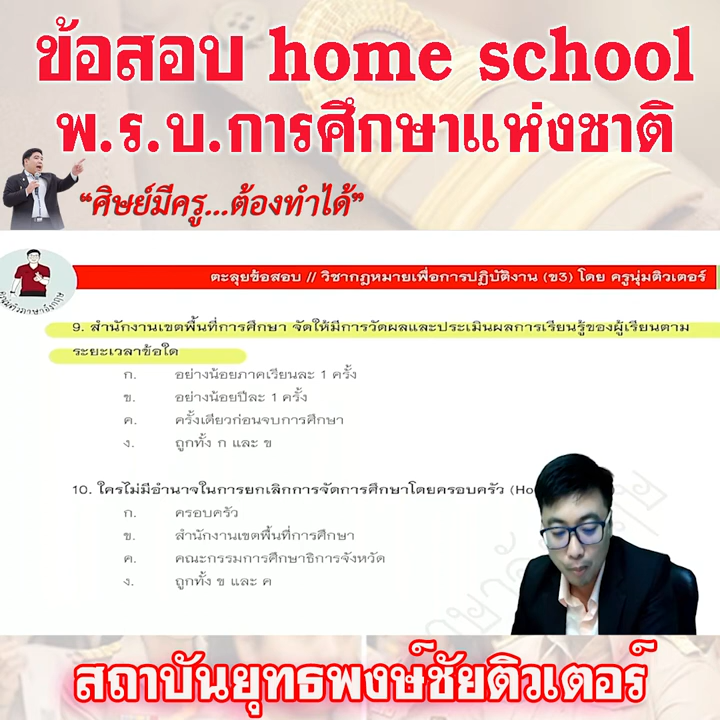 ข้อสอบ home school
พ.ร.บ.การศึกษาแห่งชาติ
“ศิษย์มีครู...ต้องทำได้”
ตะลุยข้อสอบ // วิชากฎหมายเพื่อการปฏิบัติงาน (ข3) โดย ครูนุ่มติวเตอร์
9. สำนักงานเขตพื้นที่การศึกษา จัดให้มีการวัดผลและประเมินผลการเรียนรู้ของผู้เรียนตาม
ระยะเวลาข้อใด
ก. อย่างน้อยภาคเรียนละ 1 ครั้ง
ข. อย่างน้อยปีละ 1 ครั้ง
ค. ครั้งเดียวก่อนจบการศึกษา
ง. ถูกทั้ง ก และ ข
10. ใครไม่มีอำนาจในการยกเลิกการจัดการศึกษาโดยครอบครัว (Ho
ก. ครอบครัว
ข. สำนักงานเขตพื้นที่การศึกษา
ค. คณะกรรมการศึกษาธิการจังหวัด
ง. ถูกทั้ง ข และ ค
สถาบันยุทธพงษ์ชัยติวเตอร์